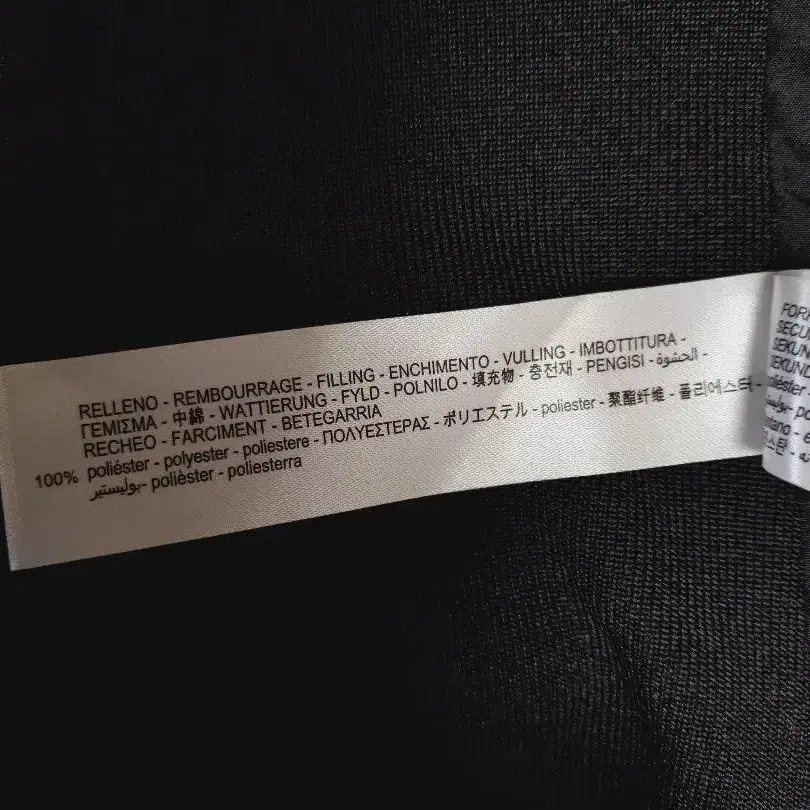 RELLENO - REMBOURRAGE - FILLING - ENCHIMENTO - VULLING - IMBOTTITURA -
ΓΕΜΙΣΜΑ - 中綿 - WATTIERUNG - FYLD - POLNILO - 填充物 - 충전재 - PENGISI - الحشوة -
RECHEO - FARCIMENT - BETEGARRIA
100% poliéster - polyester - poliestere - ΠΟΛΥΕΣΤΕΡΑΣ - ポリエステル - poliester - 聚酯纤维 - 폴리에스터 -
بوليستير- polièster - poliesterra